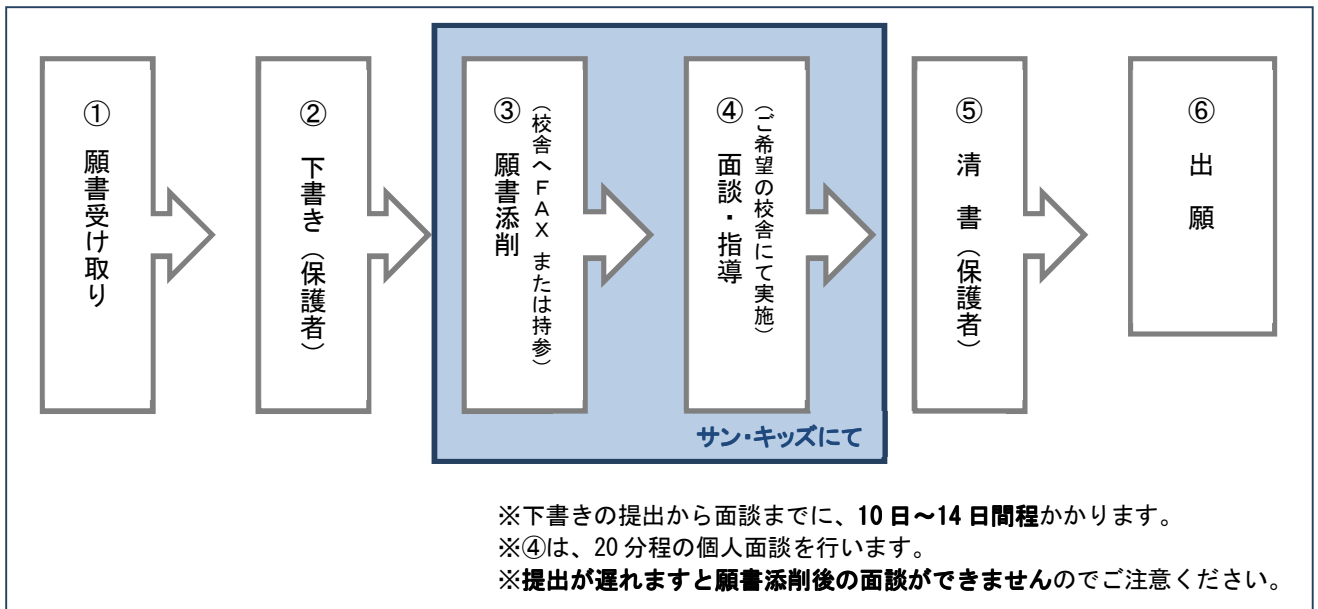 ① 願書受け取り
② 下書き（保護者）
③ 願書添削
（校舎へＦＡＸ または持参）
④ 面談・指導
（ご希望の校舎にて実施）
⑤ 清 書（保護者）
⑥ 出 願
サン・キッズにて
※下書きの提出から面談までに、10 日～14 日間程かかります。
※④は、20 分程の個人面談を行います。
※提出が遅れますと願書添削後の面談ができませんのでご注意ください。